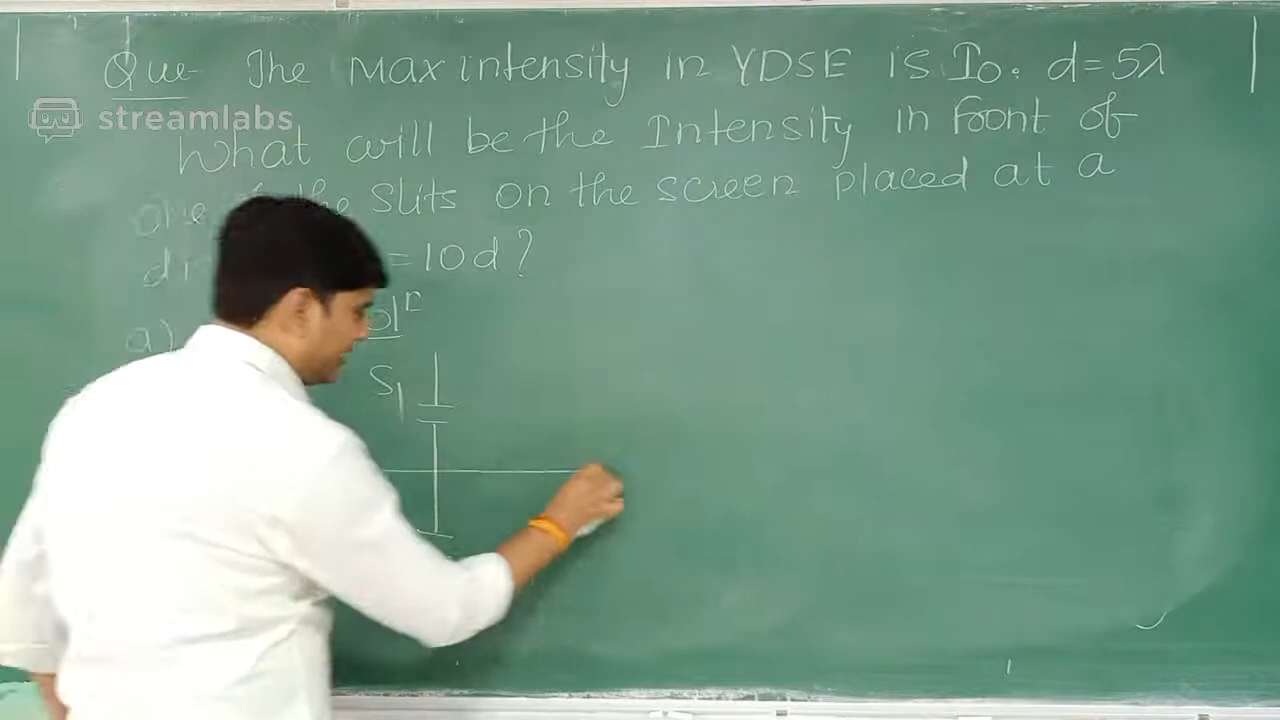 Que The Max intensity in YDSE is I0. d=5λ
streamlabs
What will be the Intensity in front of
the Slits on the screen placed at a
=10d?
a)
S1